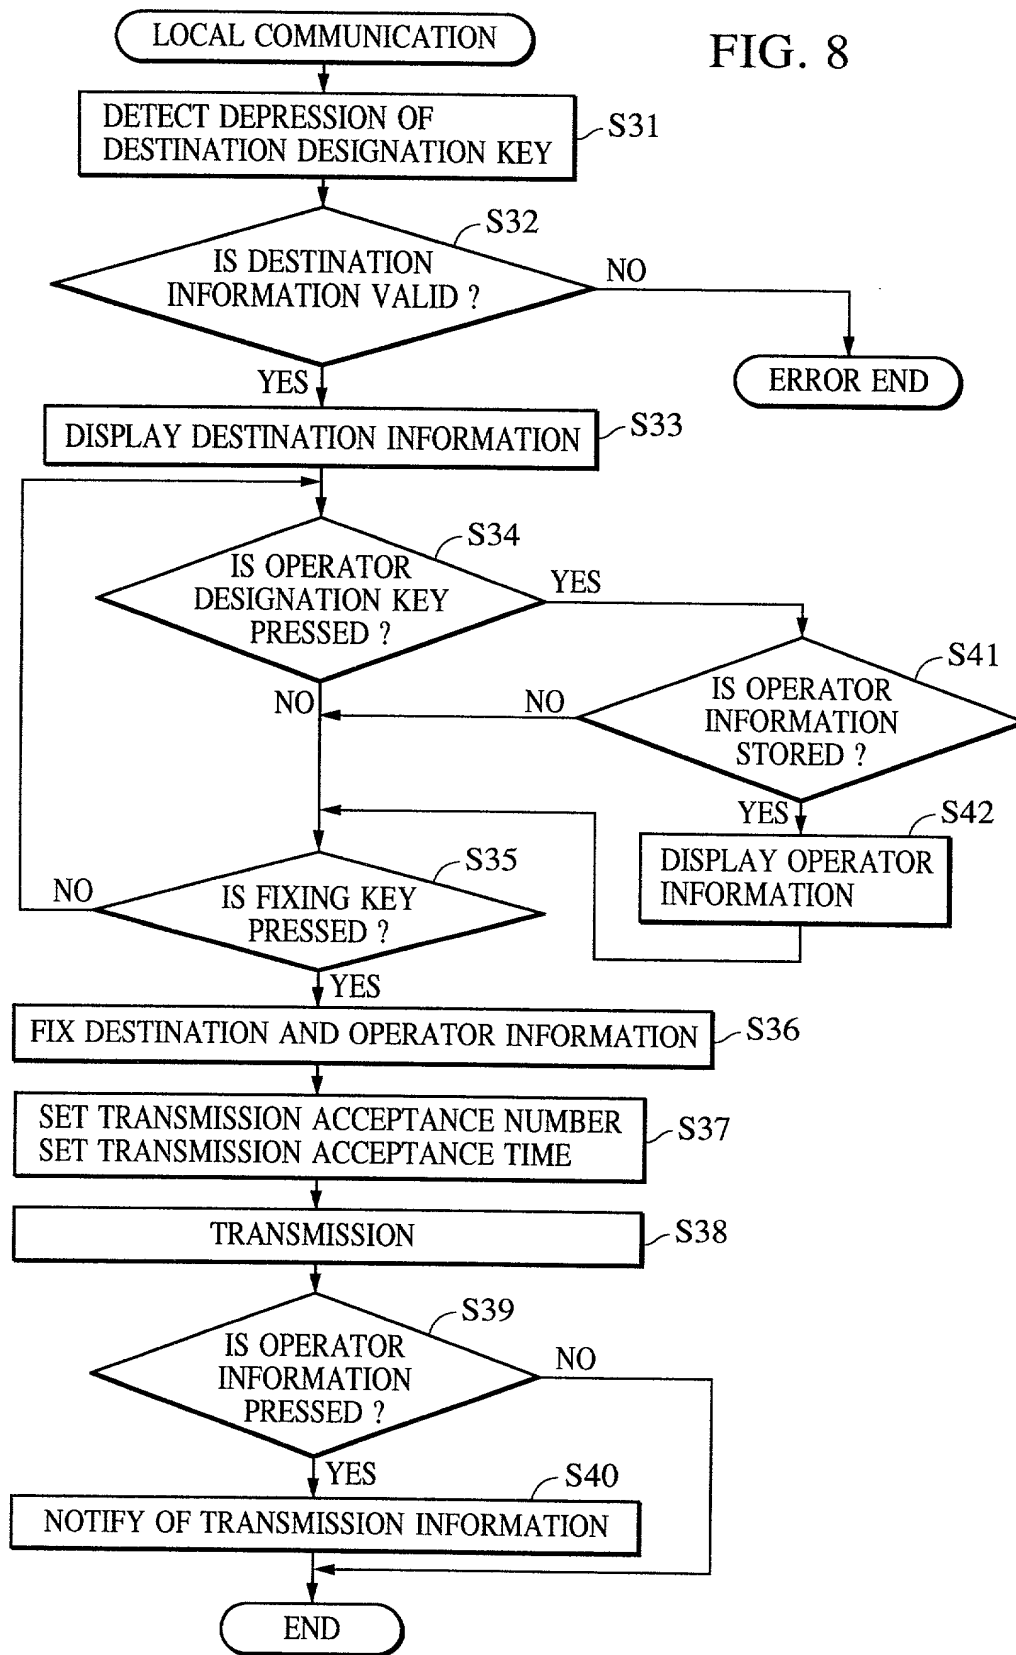 LOCAL COMMUNICATION
FIG. 8
DETECT DEPRESSION OF
DESTINATION DESIGNATION KEY
S31
S32
IS DESTINATION
INFORMATION VALID ?
NO
YES
ERROR END
DISPLAY DESTINATION INFORMATION
S33
S34
IS OPERATOR
DESIGNATION KEY
PRESSED ?
YES
NO
S41
IS OPERATOR
INFORMATION
STORED ?
NO
YES
S42
DISPLAY OPERATOR
INFORMATION
S35
IS FIXING KEY
PRESSED ?
NO
YES
FIX DESTINATION AND OPERATOR INFORMATION
S36
SET TRANSMISSION ACCEPTANCE NUMBER
SET TRANSMISSION ACCEPTANCE TIME
S37
TRANSMISSION
S38
S39
IS OPERATOR
INFORMATION
PRESSED ?
NO
YES
S40
NOTIFY OF TRANSMISSION INFORMATION
END